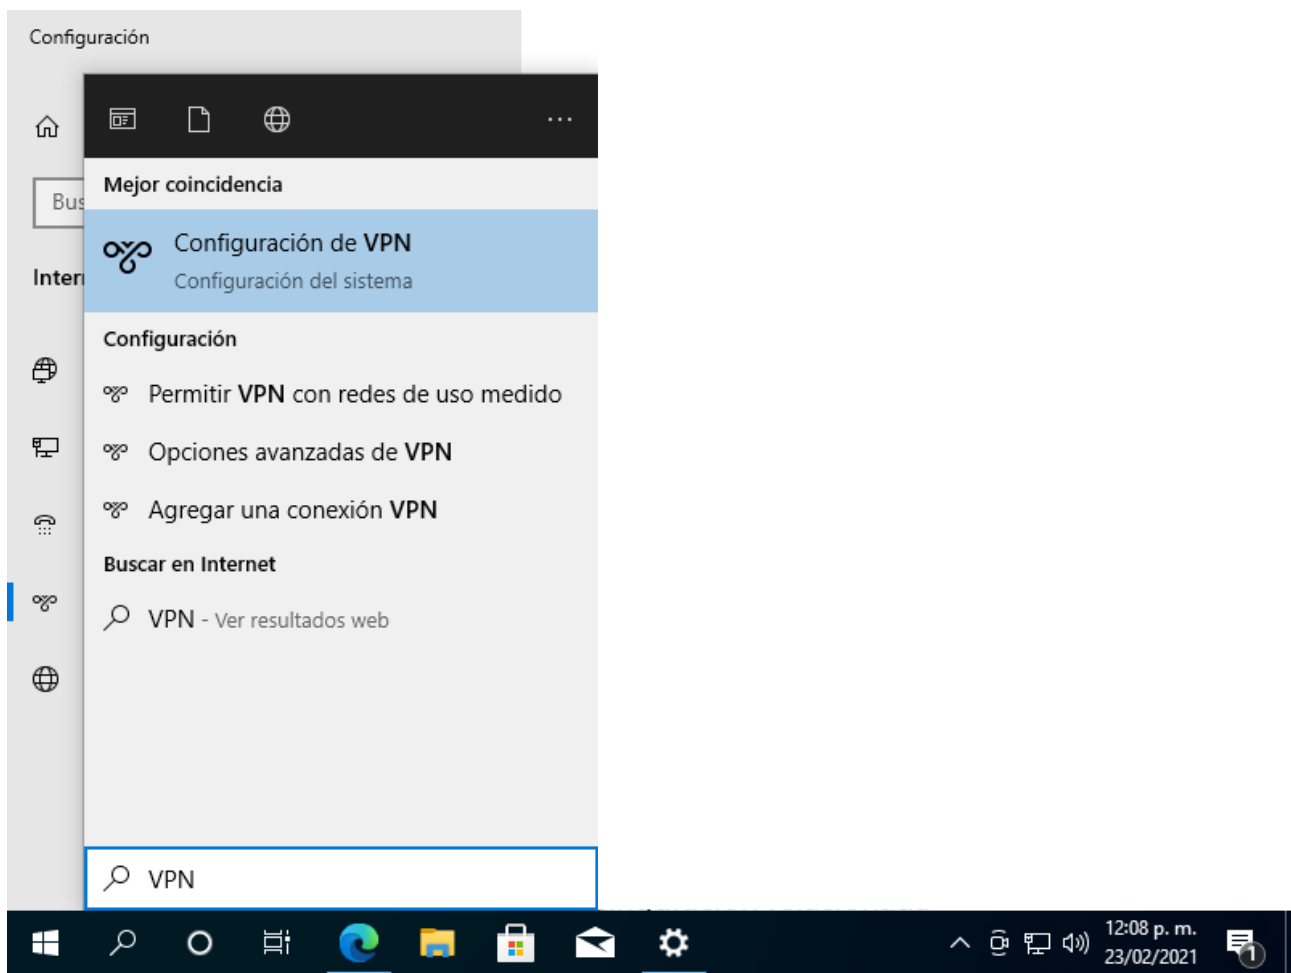 Configuración
Bus
Inter
Mejor coincidencia
Configuración de VPN
Configuración del sistema
Configuración
Permitir VPN con redes de uso medido
Opciones avanzadas de VPN
Agregar una conexión VPN
Buscar en Internet
VPN - Ver resultados web
VPN
12:08 p. m.
23/02/2021
1